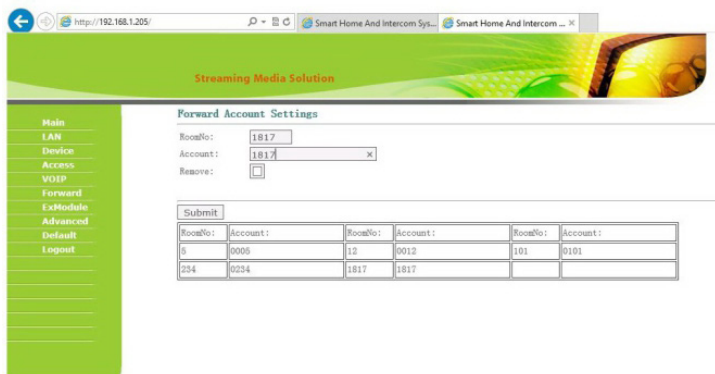 http://192.168.1.205/
Smart Home And Intercom Sys...
Smart Home And Intercom ... ×
Streaming Media Solution
Main
LAN
Device
Access
VOIP
Forward
ExModule
Advanced
Default
Logout
Forward Account Settings
RoomNo: 1817
Account: 1817 ×
Remove:
Submit
RoomNo: Account: RoomNo: Account: RoomNo: Account:
5 0005 12 0012 101 0101
234 0234 1817 1817